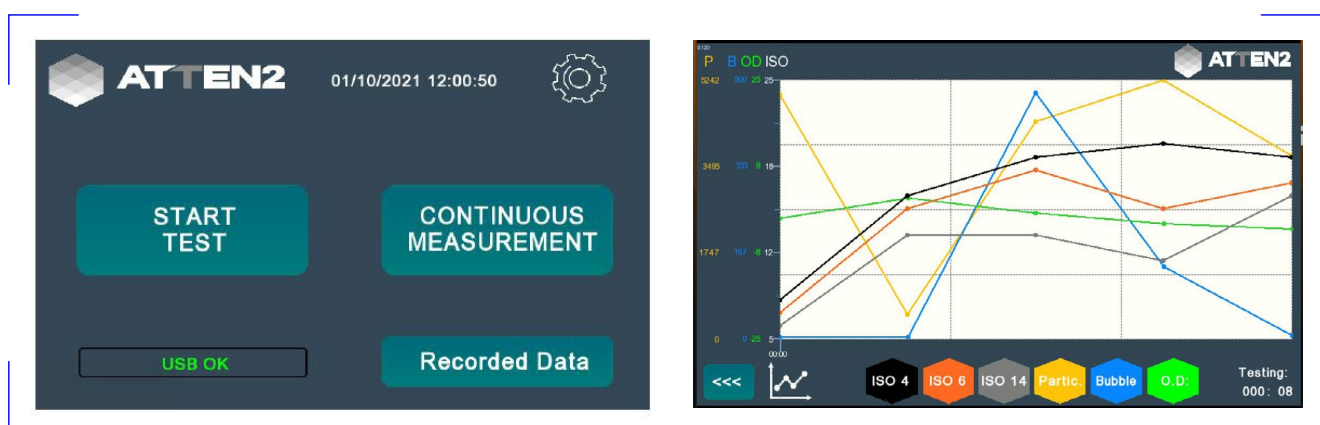 ATTEN2
01/10/2021 12:00:50
START
TEST
CONTINUOUS
MEASUREMENT
USB OK
Recorded Data
P B OD ISO
ATTEN2
5242 500 25 25
3495 333 8 18
1747 167 -8 12
0 0 -25 5
00:00
<<<
ISO 4 ISO 6 ISO 14 Partic. Bubble O.D:
Testing:
000: 08